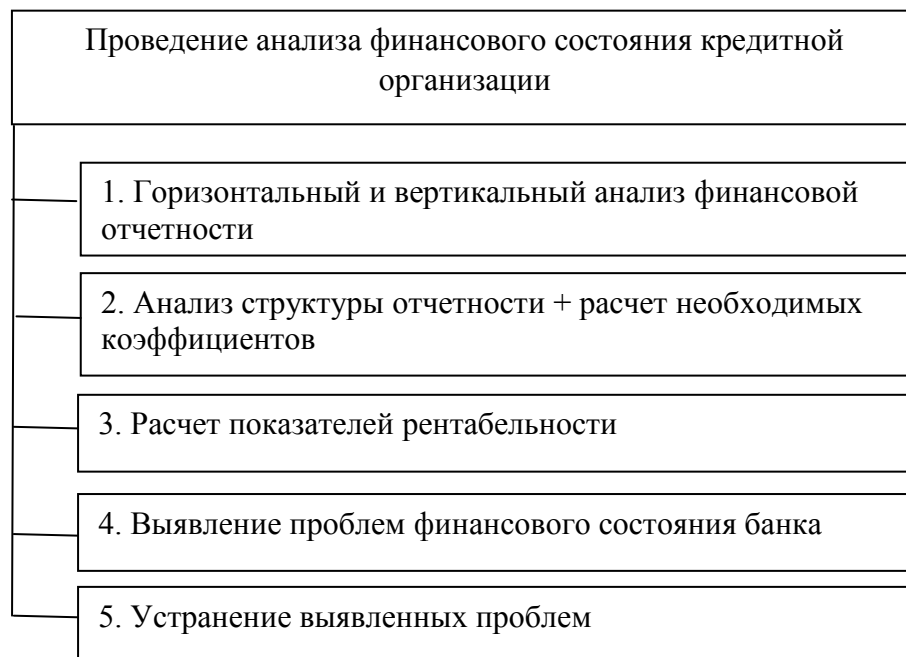 Проведение анализа финансового состояния кредитной
организации
1. Горизонтальный и вертикальный анализ финансовой
отчетности
2. Анализ структуры отчетности + расчет необходимых
коэффициентов
3. Расчет показателей рентабельности
4. Выявление проблем финансового состояния банка
5. Устранение выявленных проблем